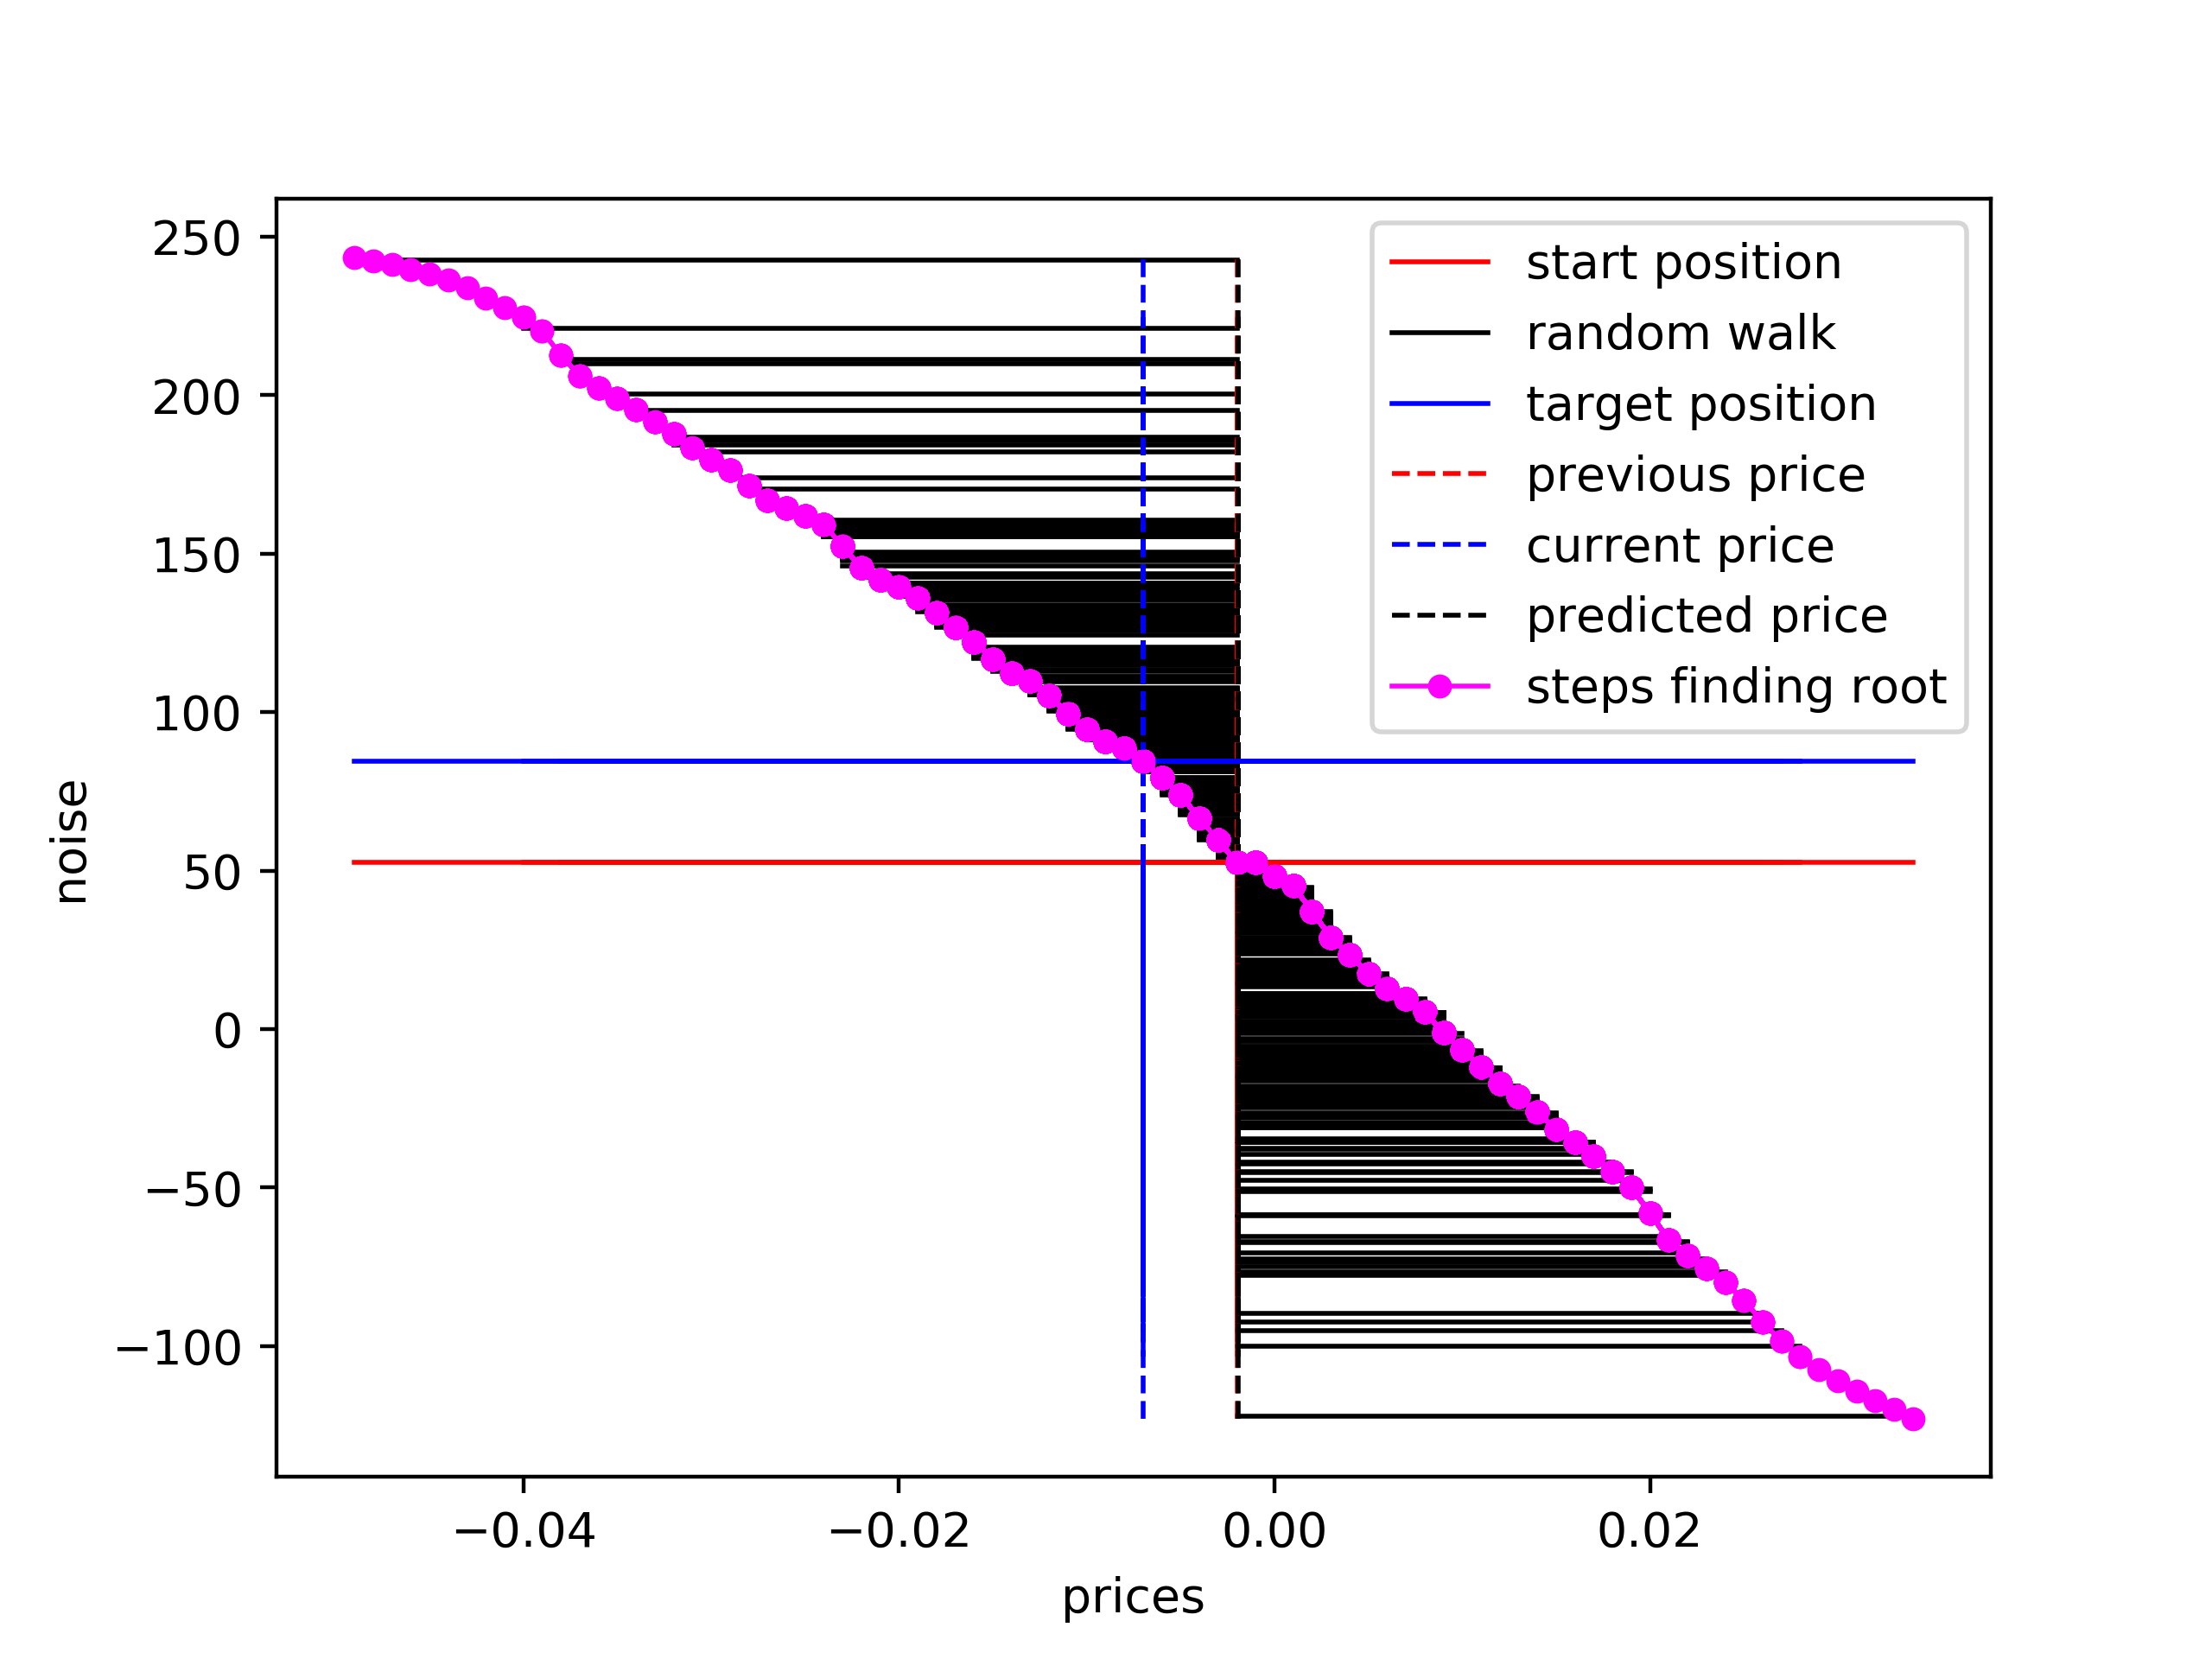 250
200
150
100
50
0
−50
−100
noise
−0.04
−0.02
0.00
0.02
prices
start position
random walk
target position
previous price
current price
predicted price
steps finding root